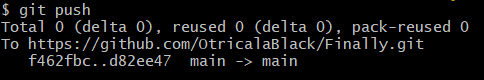 $ git push
Total 0 (delta 0), reused 0 (delta 0), pack-reused 0
To https://github.com/OtricalaBlack/Finally.git
   f462fbc..d82ee47  main -> main